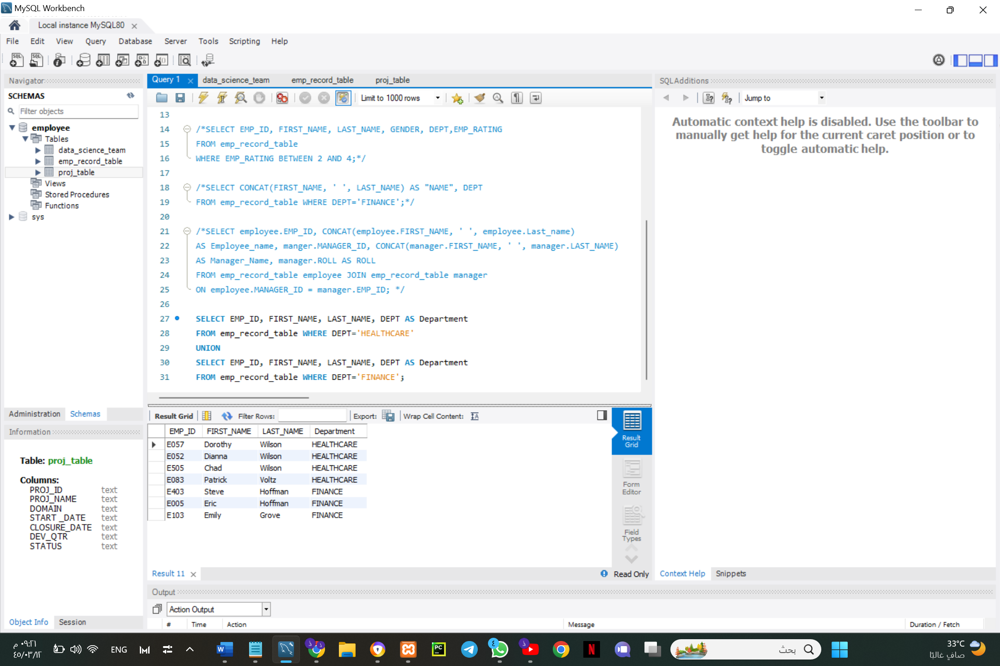 MySQL Workbench
Local instance MySQL80
File Edit View Query Database Server Tools Scripting Help
Navigator
SCHEMAS
Filter objects
employee
Tables
data_science_team
emp_record_table
proj_table
Views
Stored Procedures
Functions
sys
Administration Schemas
Information
Table: proj_table
Columns:
PROJ_ID text
PROJ_NAME text
DOMAIN text
START _DATE text
CLOSURE_DATE text
DEV_QTR text
STATUS text
Object Info Session
Query 1 data_science_team emp_record_table proj_table
Limit to 1000 rows
13
14 /*SELECT EMP_ID, FIRST_NAME, LAST_NAME, GENDER, DEPT,EMP_RATING
15 FROM emp_record_table
16 WHERE EMP_RATING BETWEEN 2 AND 4;*/
17
18 /*SELECT CONCAT(FIRST_NAME, ' ', LAST_NAME) AS "NAME", DEPT
19 FROM emp_record_table WHERE DEPT='FINANCE';*/
20
21 /*SELECT employee.EMP_ID, CONCAT(employee.FIRST_NAME, ' ', employee.Last_name)
22 AS Employee_name, manger.MANAGER_ID, CONCAT(manager.FIRST_NAME, ' ', manager.LAST_NAME)
23 AS Manager_Name, manager.ROLL AS ROLL
24 FROM emp_record_table employee JOIN emp_record_table manager
25 ON employee.MANAGER_ID = manager.EMP_ID; */
26
27 SELECT EMP_ID, FIRST_NAME, LAST_NAME, DEPT AS Department
28 FROM emp_record_table WHERE DEPT='HEALTHCARE'
29 UNION
30 SELECT EMP_ID, FIRST_NAME, LAST_NAME, DEPT AS Department
31 FROM emp_record_table WHERE DEPT='FINANCE';
Result Grid Filter Rows: Export: Wrap Cell Content:
EMP_ID FIRST_NAME LAST_NAME Department
E057 Dorothy Wilson HEALTHCARE
E052 Dianna Wilson HEALTHCARE
E505 Chad Wilson HEALTHCARE
E083 Patrick Voltz HEALTHCARE
E403 Steve Hoffman FINANCE
E005 Eric Hoffman FINANCE
E103 Emily Grove FINANCE
Result
Grid
Form
Editor
Field
Types
Result 11
Read Only
SQLAdditions
Jump to
Automatic context help is disabled. Use the toolbar to
manually get help for the current caret position or to
toggle automatic help.
Context Help Snippets
Output
Action Output
# Time Action Message Duration / Fetch
٠٩:٢١ م
٤٥/٠٣/١٢
ENG
بحث
33°C
صافٍ غالبًا